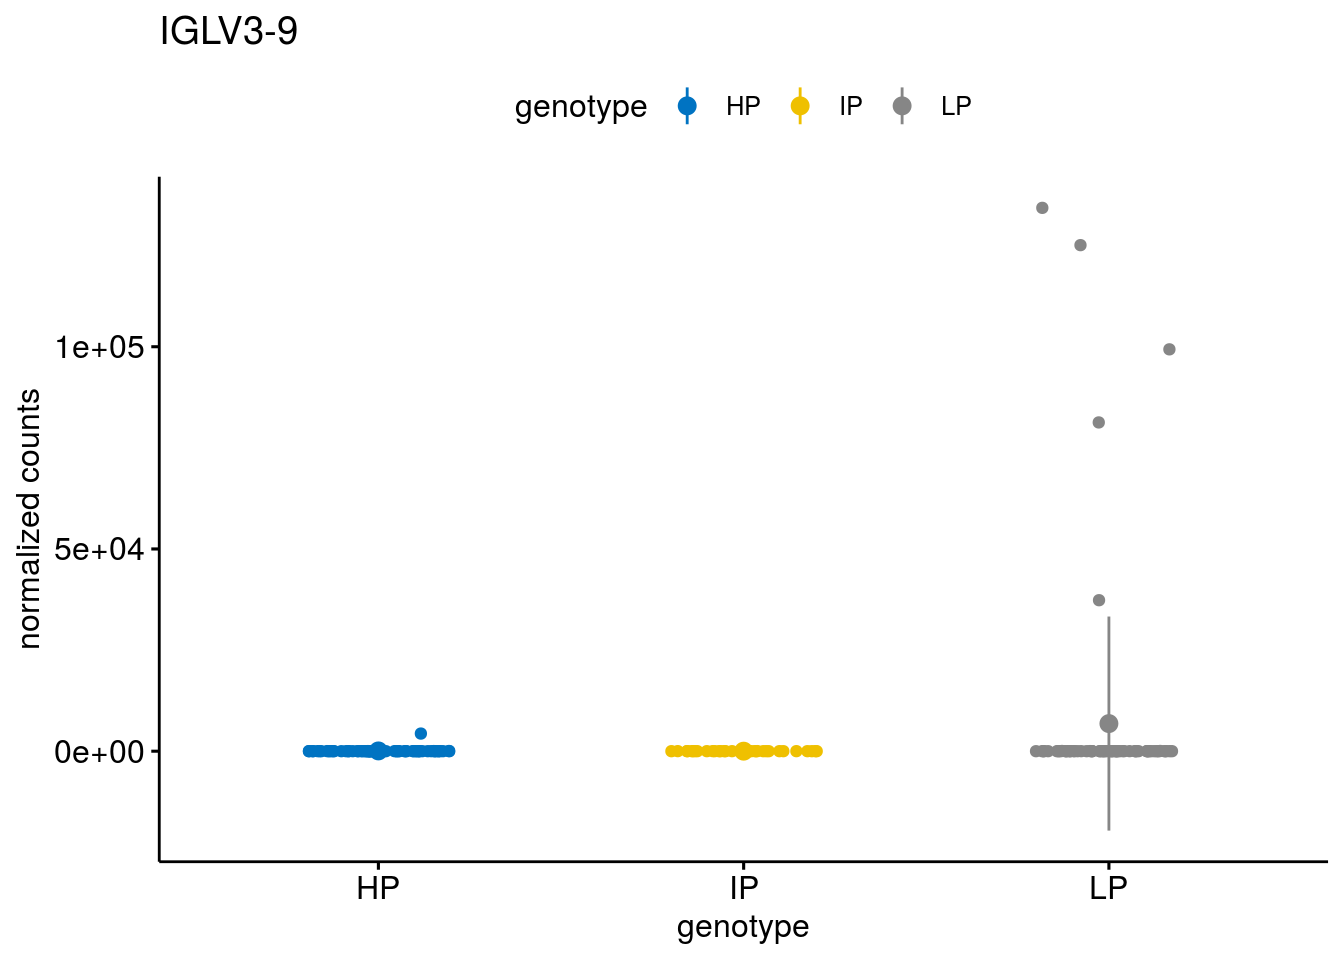 IGLV3-9
genotype HP IP LP
normalized counts
1e+05
5e+04
0e+00
HP IP LP
genotype